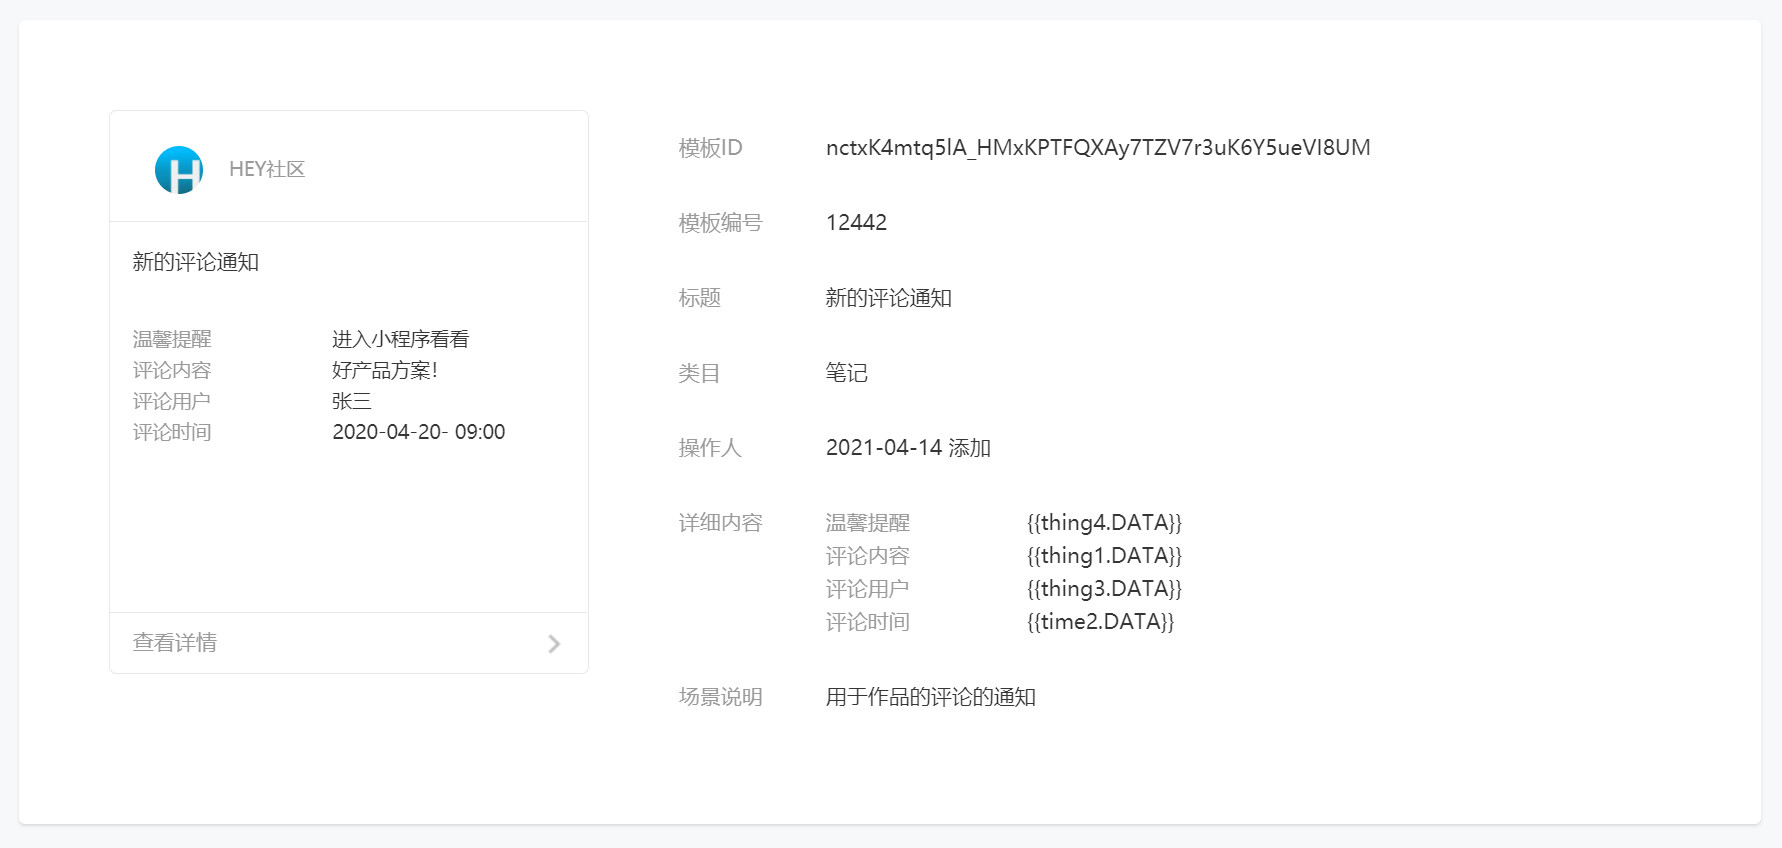 HEY社区
新的评论通知
温馨提醒 进入小程序看看
评论内容 好产品方案！
评论用户 张三
评论时间 2020-04-20- 09:00
查看详情
模板ID nctxK4mtq5lA_HMxKPTFQXAy7TZV7r3uK6Y5ueVI8UM
模板编号 12442
标题 新的评论通知
类目 笔记
操作人 2021-04-14 添加
详细内容 温馨提醒 {{thing4.DATA}}
评论内容 {{thing1.DATA}}
评论用户 {{thing3.DATA}}
评论时间 {{time2.DATA}}
场景说明 用于作品的评论的通知